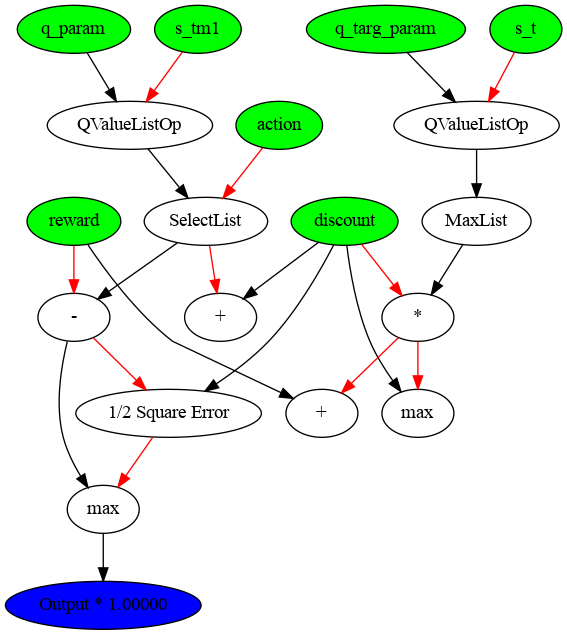 q_param
s_tm1
q_targ_param
s_t
QValueListOp
action
QValueListOp
reward
SelectList
discount
MaxList
-
+
*
1/2 Square Error
+
max
max
Output * 1.00000